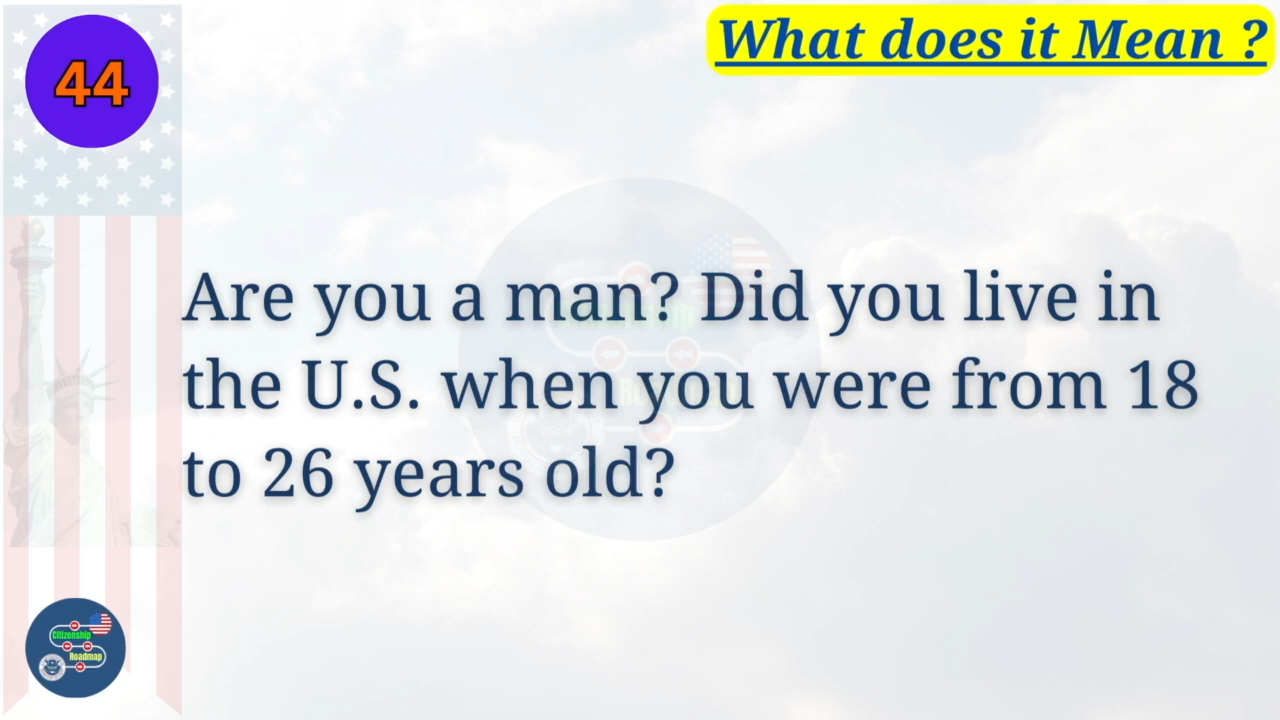 44
What does it Mean ?
Are you a man? Did you live in
the U.S. when you were from 18
to 26 years old?
Citizenship
Roadmap